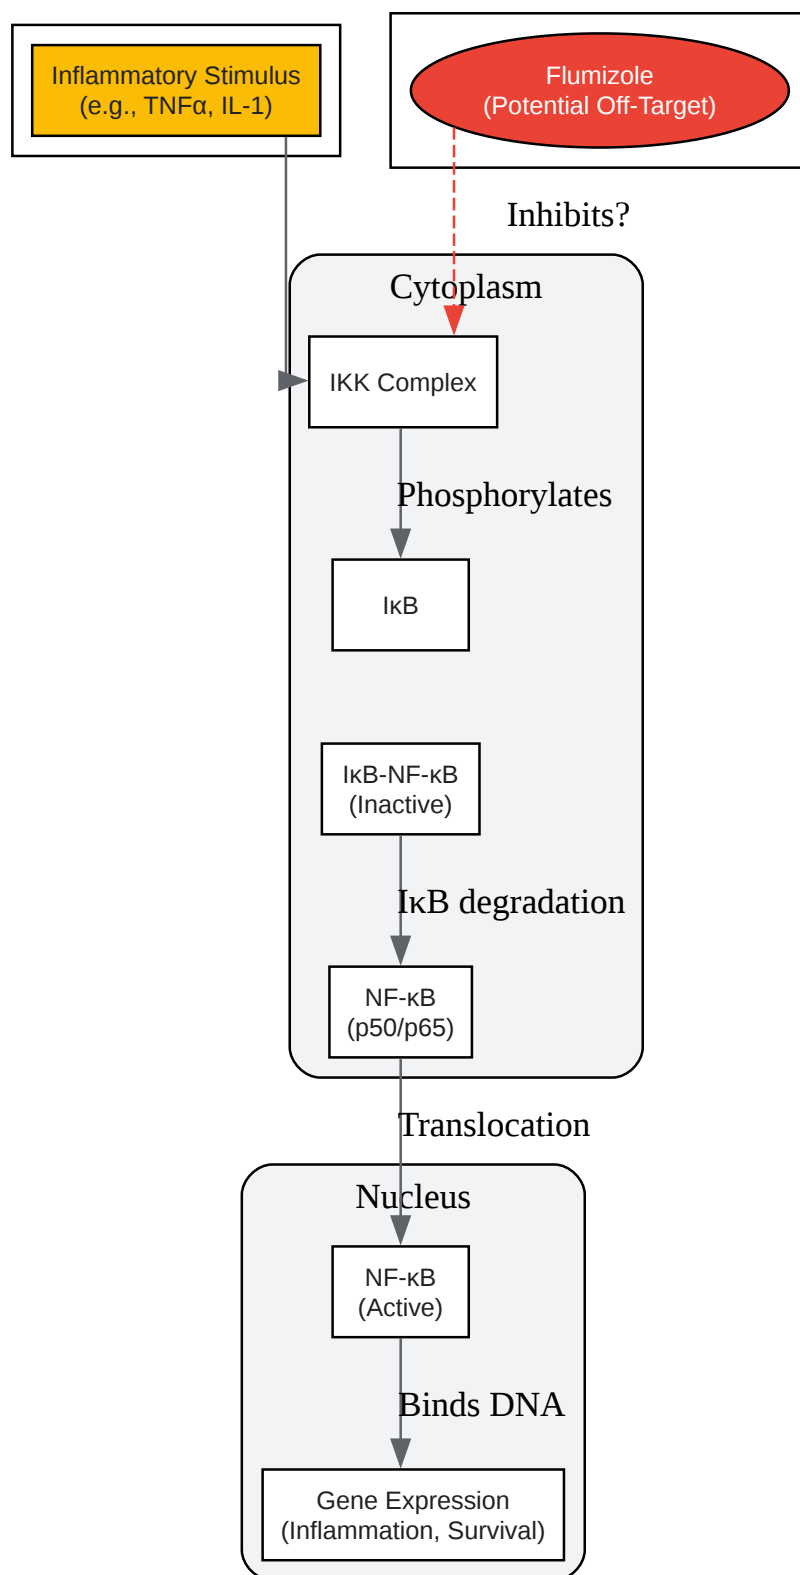 Inflammatory Stimulus
(e.g., TNFα, IL-1)
Flumizole
(Potential Off-Target)
Inhibits?
Cytoplasm
IKK Complex
Phosphorylates
IκB
IκB-NF-κB
(Inactive)
IκB degradation
NF-κB
(p50/p65)
Translocation
Nucleus
NF-κB
(Active)
Binds DNA
Gene Expression
(Inflammation, Survival)